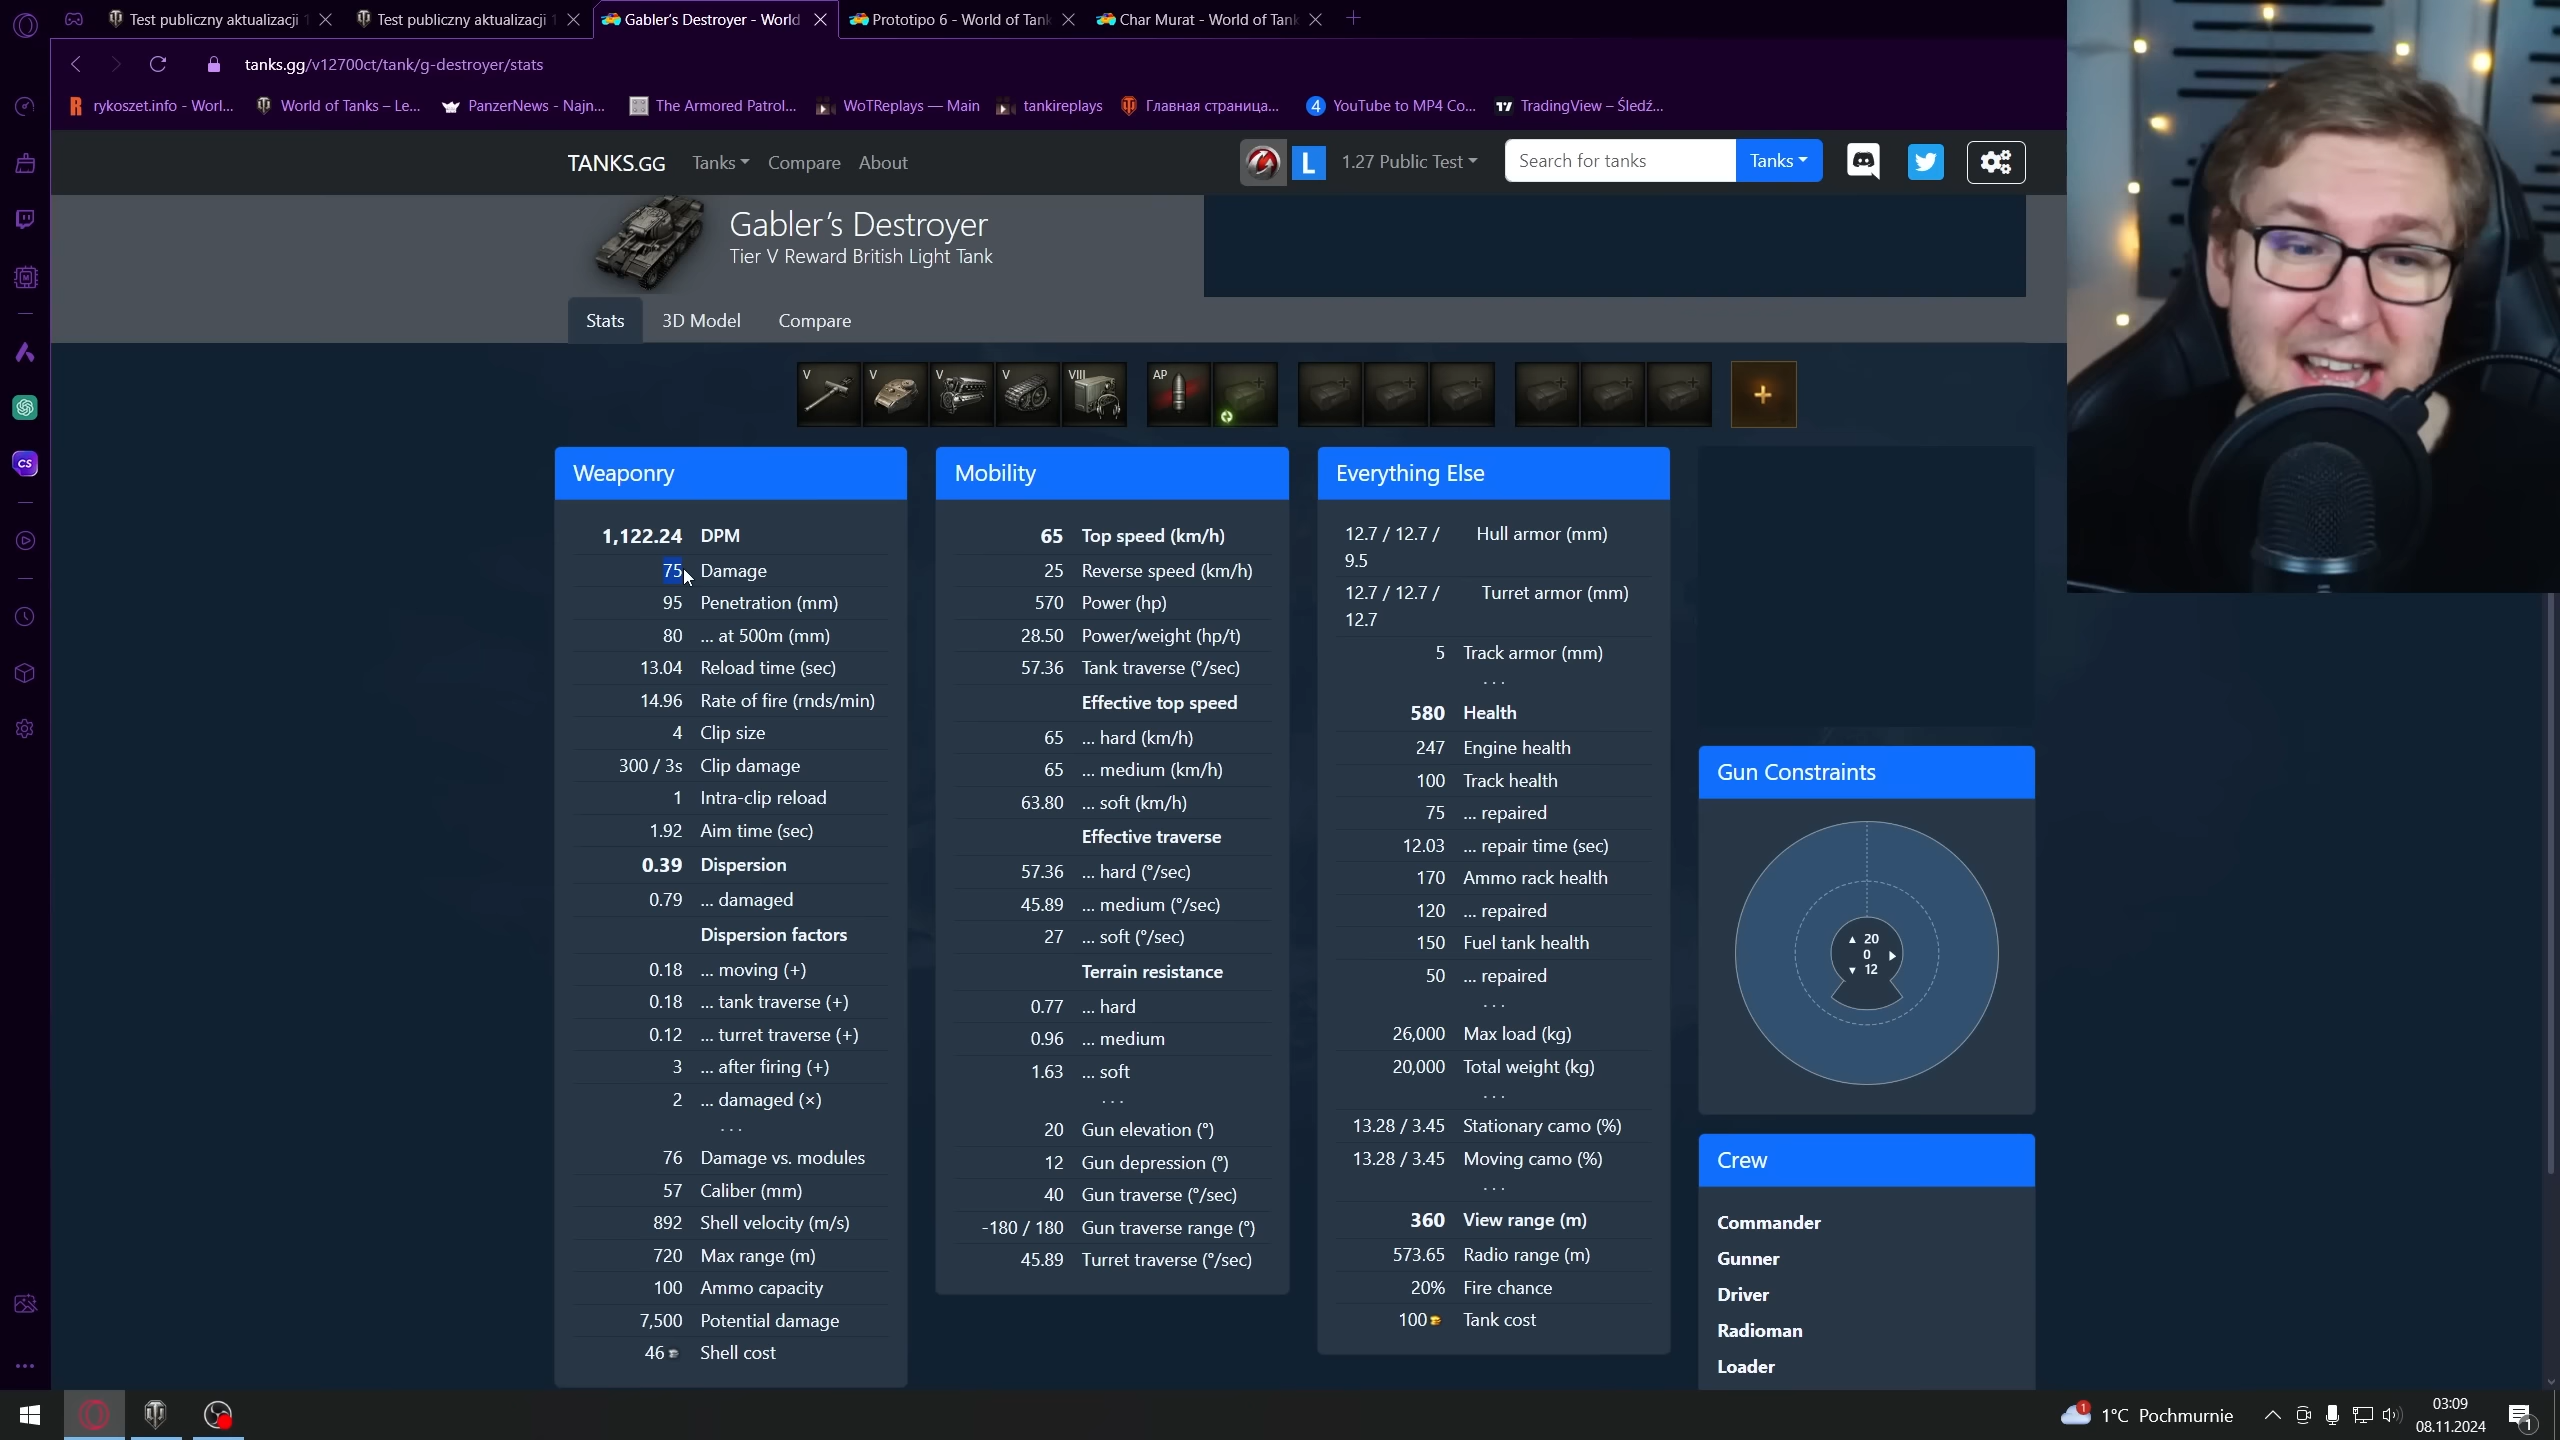 Test publiczny aktualizacji 1
Test publiczny aktualizacji 1
Gabler's Destroyer - World
Prototipo 6 - World of Tank
Char Murat - World of Tank
tanks.gg/v12700ct/tank/g-destroyer/stats
rykoszet.info - Worl...
World of Tanks – Le...
PanzerNews - Najn...
The Armored Patrol...
WoTReplays — Main
tankireplays
Главная страница...
4
YouTube to MP4 Co...
TradingView – Śledź...
TANKS.GG
Tanks
Compare
About
L
1.27 Public Test
Search for tanks
Tanks
Gabler's Destroyer
Tier V Reward British Light Tank
Stats
3D Model
Compare
V
V
V
V
VIII
AP
CS
Weaponry
1,122.24 DPM
75 Damage
95 Penetration (mm)
80 ... at 500m (mm)
13.04 Reload time (sec)
14.96 Rate of fire (rnds/min)
4 Clip size
300 / 3s Clip damage
1 Intra-clip reload
1.92 Aim time (sec)
0.39 Dispersion
0.79 ... damaged
Dispersion factors
0.18 ... moving (+)
0.18 ... tank traverse (+)
0.12 ... turret traverse (+)
3 ... after firing (+)
2 ... damaged (×)
...
76 Damage vs. modules
57 Caliber (mm)
892 Shell velocity (m/s)
720 Max range (m)
100 Ammo capacity
7,500 Potential damage
46 Shell cost
Mobility
65 Top speed (km/h)
25 Reverse speed (km/h)
570 Power (hp)
28.50 Power/weight (hp/t)
57.36 Tank traverse (°/sec)
Effective top speed
65 ... hard (km/h)
65 ... medium (km/h)
63.80 ... soft (km/h)
Effective traverse
57.36 ... hard (°/sec)
45.89 ... medium (°/sec)
27 ... soft (°/sec)
Terrain resistance
0.77 ... hard
0.96 ... medium
1.63 ... soft
...
20 Gun elevation (°)
12 Gun depression (°)
40 Gun traverse (°/sec)
-180 / 180 Gun traverse range (°)
45.89 Turret traverse (°/sec)
Everything Else
12.7 / 12.7 / Hull armor (mm)
9.5
12.7 / 12.7 / Turret armor (mm)
12.7
5 Track armor (mm)
...
580 Health
247 Engine health
100 Track health
75 ... repaired
12.03 ... repair time (sec)
170 Ammo rack health
120 ... repaired
150 Fuel tank health
50 ... repaired
...
26,000 Max load (kg)
20,000 Total weight (kg)
...
13.28 / 3.45 Stationary camo (%)
13.28 / 3.45 Moving camo (%)
...
360 View range (m)
573.65 Radio range (m)
20% Fire chance
100 Tank cost
Gun Constraints
20
0
12
Crew
Commander
Gunner
Driver
Radioman
Loader
1
1°C Pochmurnie
03:09
08.11.2024
1